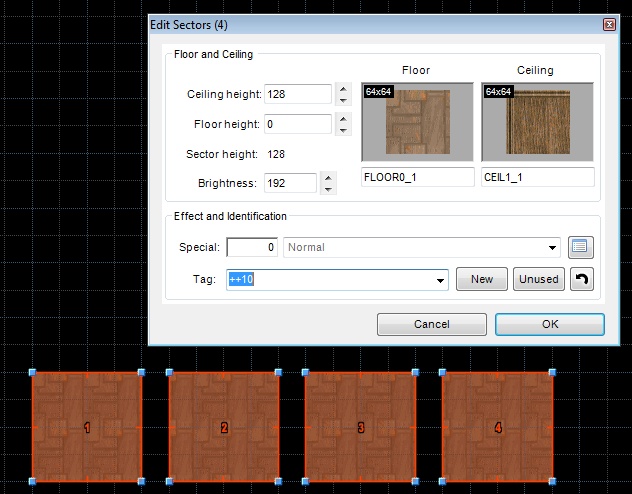 Edit Sectors (4)
Floor and Ceiling
Floor Ceiling
Ceiling height: 128 64x64 64x64
Floor height: 0
Sector height: 128
Brightness: 192 FLOOR0_1 CEIL1_1
Effect and Identification
Special: 0 Normal
Tag: ++10 New Unused
Cancel OK
1 2 3 4